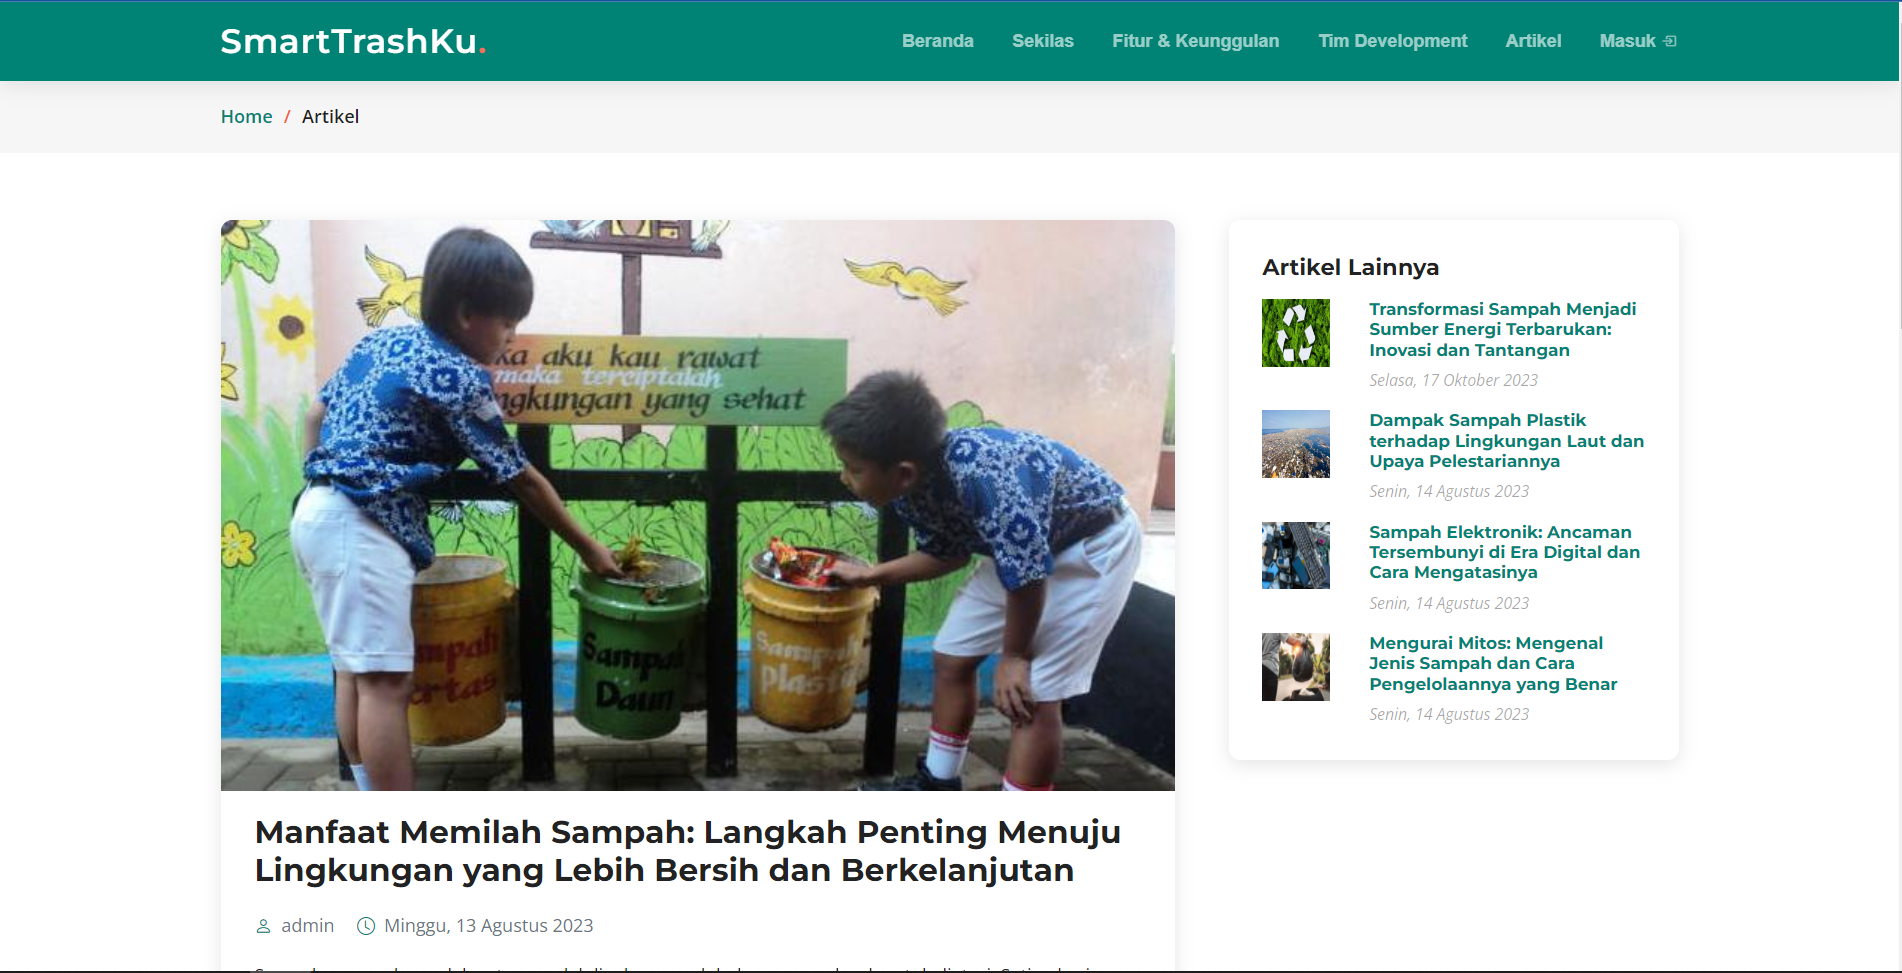 SmartTrashKu.
Beranda Sekilas Fitur & Keunggulan Tim Development Artikel Masuk
Home / Artikel
ka aku kau rawat
maka terciptalah
ngkungan yang sehat
mpah
rtas
Sampah
Daun
Sampah
plastik
Manfaat Memilah Sampah: Langkah Penting Menuju
Lingkungan yang Lebih Bersih dan Berkelanjutan
admin Minggu, 13 Agustus 2023
Artikel Lainnya
Transformasi Sampah Menjadi
Sumber Energi Terbarukan:
Inovasi dan Tantangan
Selasa, 17 Oktober 2023
Dampak Sampah Plastik
terhadap Lingkungan Laut dan
Upaya Pelestariannya
Senin, 14 Agustus 2023
Sampah Elektronik: Ancaman
Tersembunyi di Era Digital dan
Cara Mengatasinya
Senin, 14 Agustus 2023
Mengurai Mitos: Mengenal
Jenis Sampah dan Cara
Pengelolaannya yang Benar
Senin, 14 Agustus 2023